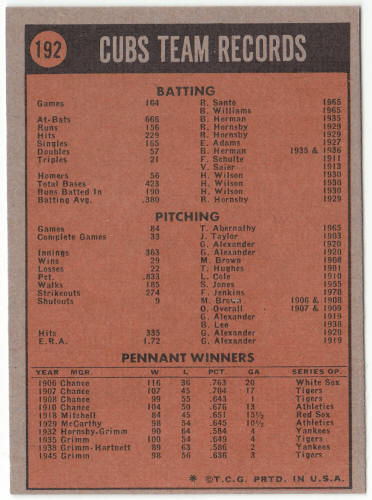 192 CUBS TEAM RECORDS
BATTING
Games 164 R. Santo 1965
B. Williams 1965
At-Bats 666 B. Herman 1935
Runs 156 R. Hornsby 1929
Hits 229 R. Hornsby 1929
Singles 165 E. Adams 1927
Doubles 57 B. Herman 1935 & 1936
Triples 21 F. Schulte 1911
V. Saier 1913
Homers 56 H. Wilson 1930
Total Bases 423 H. Wilson 1930
Runs Batted In 190 H. Wilson 1930
Batting Avg. .380 R. Hornsby 1929
PITCHING
Games 84 T. Abernathy 1965
Complete Games 33 J. Taylor 1903
G. Alexander 1920
Innings 363 G. Alexander 1920
Wins 29 M. Brown 1908
Losses 22 T. Hughes 1901
Pct. .833 L. Cole 1910
Walks 185 S. Jones 1955
Strikeouts 274 F. Jenkins 1970
Shutouts 9 M. Brown 1906 & 1908
O. Overall 1907 & 1909
G. Alexander 1919
B. Lee 1938
Hits 335 G. Alexander 1920
E.R.A. 1.72 G. Alexander 1919
PENNANT WINNERS
YEAR MGR. W L PCT. GA SERIES OP.
1906 Chance 116 36 .763 20 White Sox
1907 Chance 107 45 .704 17 Tigers
1908 Chance 99 55 .643 1 Tigers
1910 Chance 104 50 .676 13 Athletics
1918 Mitchell 84 45 .651 10½ Red Sox
1929 McCarthy 98 54 .645 10½ Athletics
1932 Hornsby-Grimm 90 64 .584 4 Yankees
1935 Grimm 100 54 .649 4 Tigers
1938 Grimm-Hartnett 89 63 .586 2 Yankees
1945 Grimm 98 56 .636 3 Tigers
* ©T.C.G. PRTD. IN U.S.A.